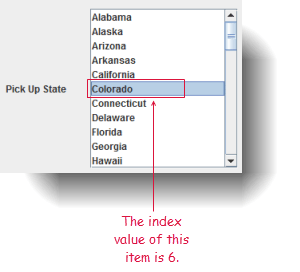 Alabama
Alaska
Arizona
Arkansas
California
Pick Up State Colorado
Connecticut
Delaware
Florida
Georgia
Hawaii
The index
value of this
item is 6.